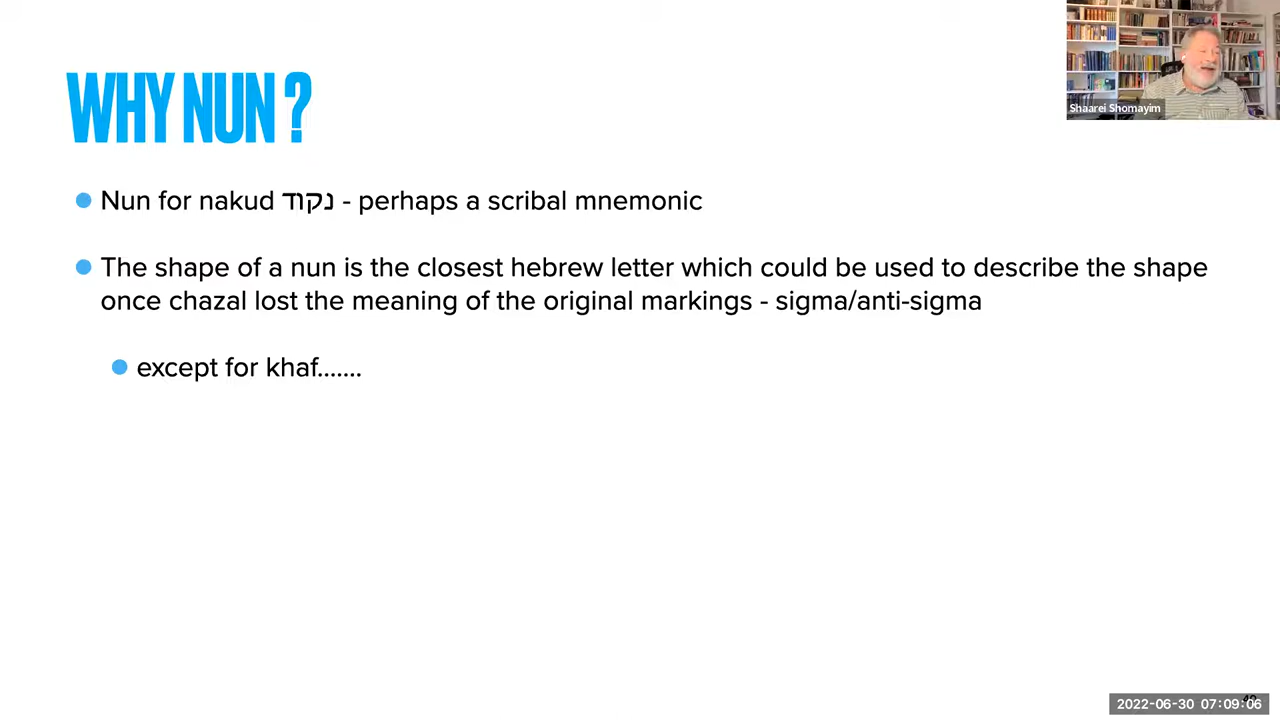 WHY NUN ?
Shaarei Shomayim
Nun for nakud נקוד - perhaps a scribal mnemonic
The shape of a nun is the closest hebrew letter which could be used to describe the shape
once chazal lost the meaning of the original markings - sigma/anti-sigma
except for khaf.......
2022-06-30 07:09:06